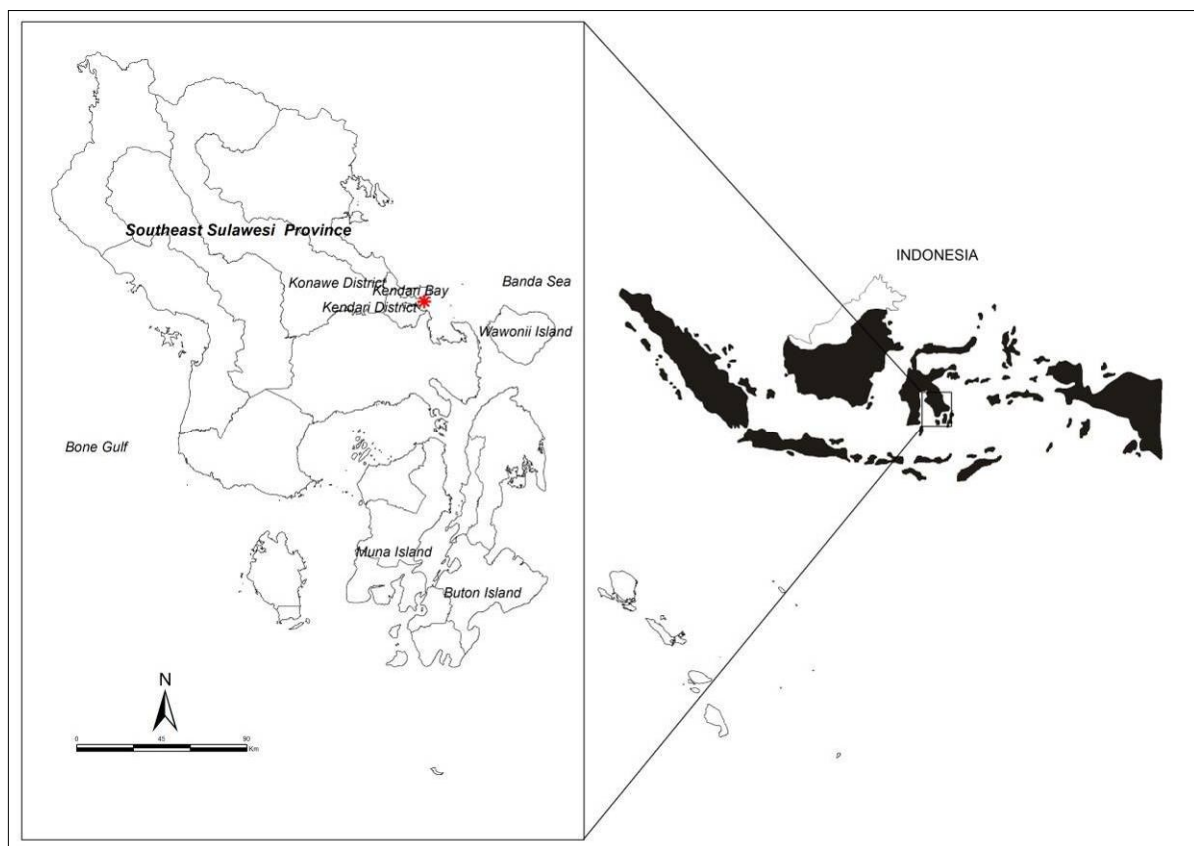 INDONESIA
Southeast Sulawesi Province
Konawe District
Kendari Bay
Banda Sea
Kendari District
Wawonii Island
Bone Gulf
Muna Island
Buton Island
N
0 45 90
Km